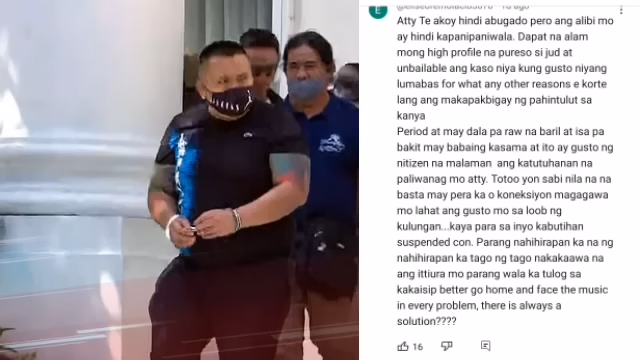 1d ago
Atty Te akoy hindi abugado pero ang alibi mo
ay hindi kapanipaniwala. Dapat na alam
mong high profile na pureso si jud at
unbailable ang kaso niya kung gusto niyang
lumabas for what any other reasons e korte
lang ang makapakbigay ng pahintulut sa
kanya
Period at may dala pa raw na baril at isa pa
bakit may babaing kasama at ito ay gusto ng
nitizen na malaman ang katutuhanan na
paliwanag mo atty. Totoo yon sabi nila na na
basta may pera ka o koneksiyon magagawa
mo lahat ang gusto mo sa loob ng
kulungan...kaya para sa inyo kabutihan
suspended con. Parang nahihirapan ka na ng
nahihirapan ka tago ng tago nakakaawa na
ang ittiura mo parang wala ka tulog sa
kakaisip better go home and face the music
in every problem, there is always a
solution????
16